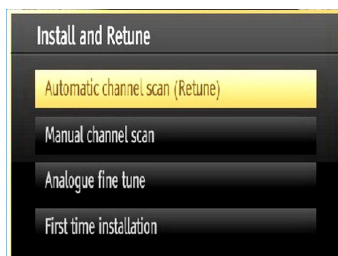 Install and Retune
Automatic channel scan (Retune)
Manual channel scan
Analogue fine tune
First time installation